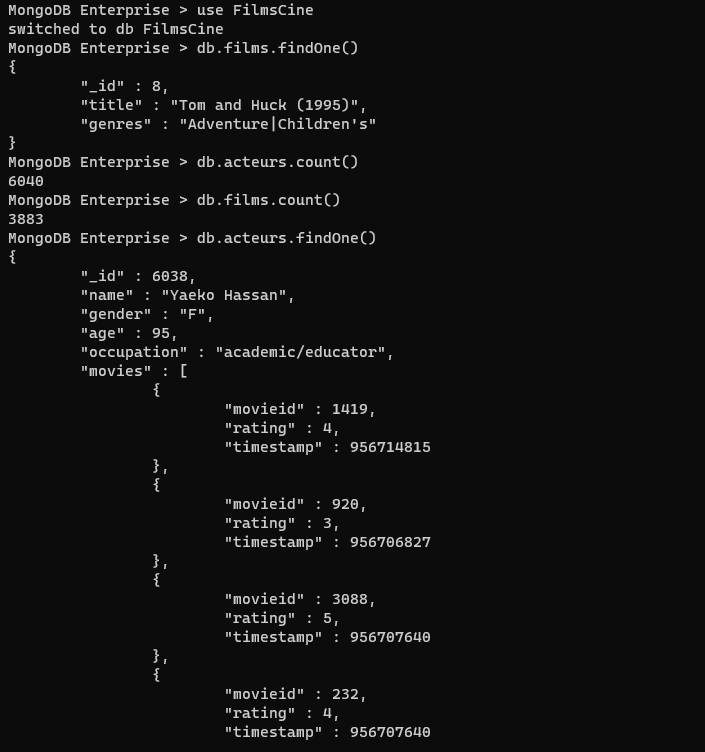 MongoDB Enterprise > use FilmsCine
switched to db FilmsCine
MongoDB Enterprise > db.films.findOne()
{
        "_id" : 8,
        "title" : "Tom and Huck (1995)",
        "genres" : "Adventure|Children's"
}
MongoDB Enterprise > db.acteurs.count()
6040
MongoDB Enterprise > db.films.count()
3883
MongoDB Enterprise > db.acteurs.findOne()
{
        "_id" : 6038,
        "name" : "Yaeko Hassan",
        "gender" : "F",
        "age" : 95,
        "occupation" : "academic/educator",
        "movies" : [
                {
                        "movieid" : 1419,
                        "rating" : 4,
                        "timestamp" : 956714815
                },
                {
                        "movieid" : 920,
                        "rating" : 3,
                        "timestamp" : 956706827
                },
                {
                        "movieid" : 3088,
                        "rating" : 5,
                        "timestamp" : 956707640
                },
                {
                        "movieid" : 232,
                        "rating" : 4,
                        "timestamp" : 956707640